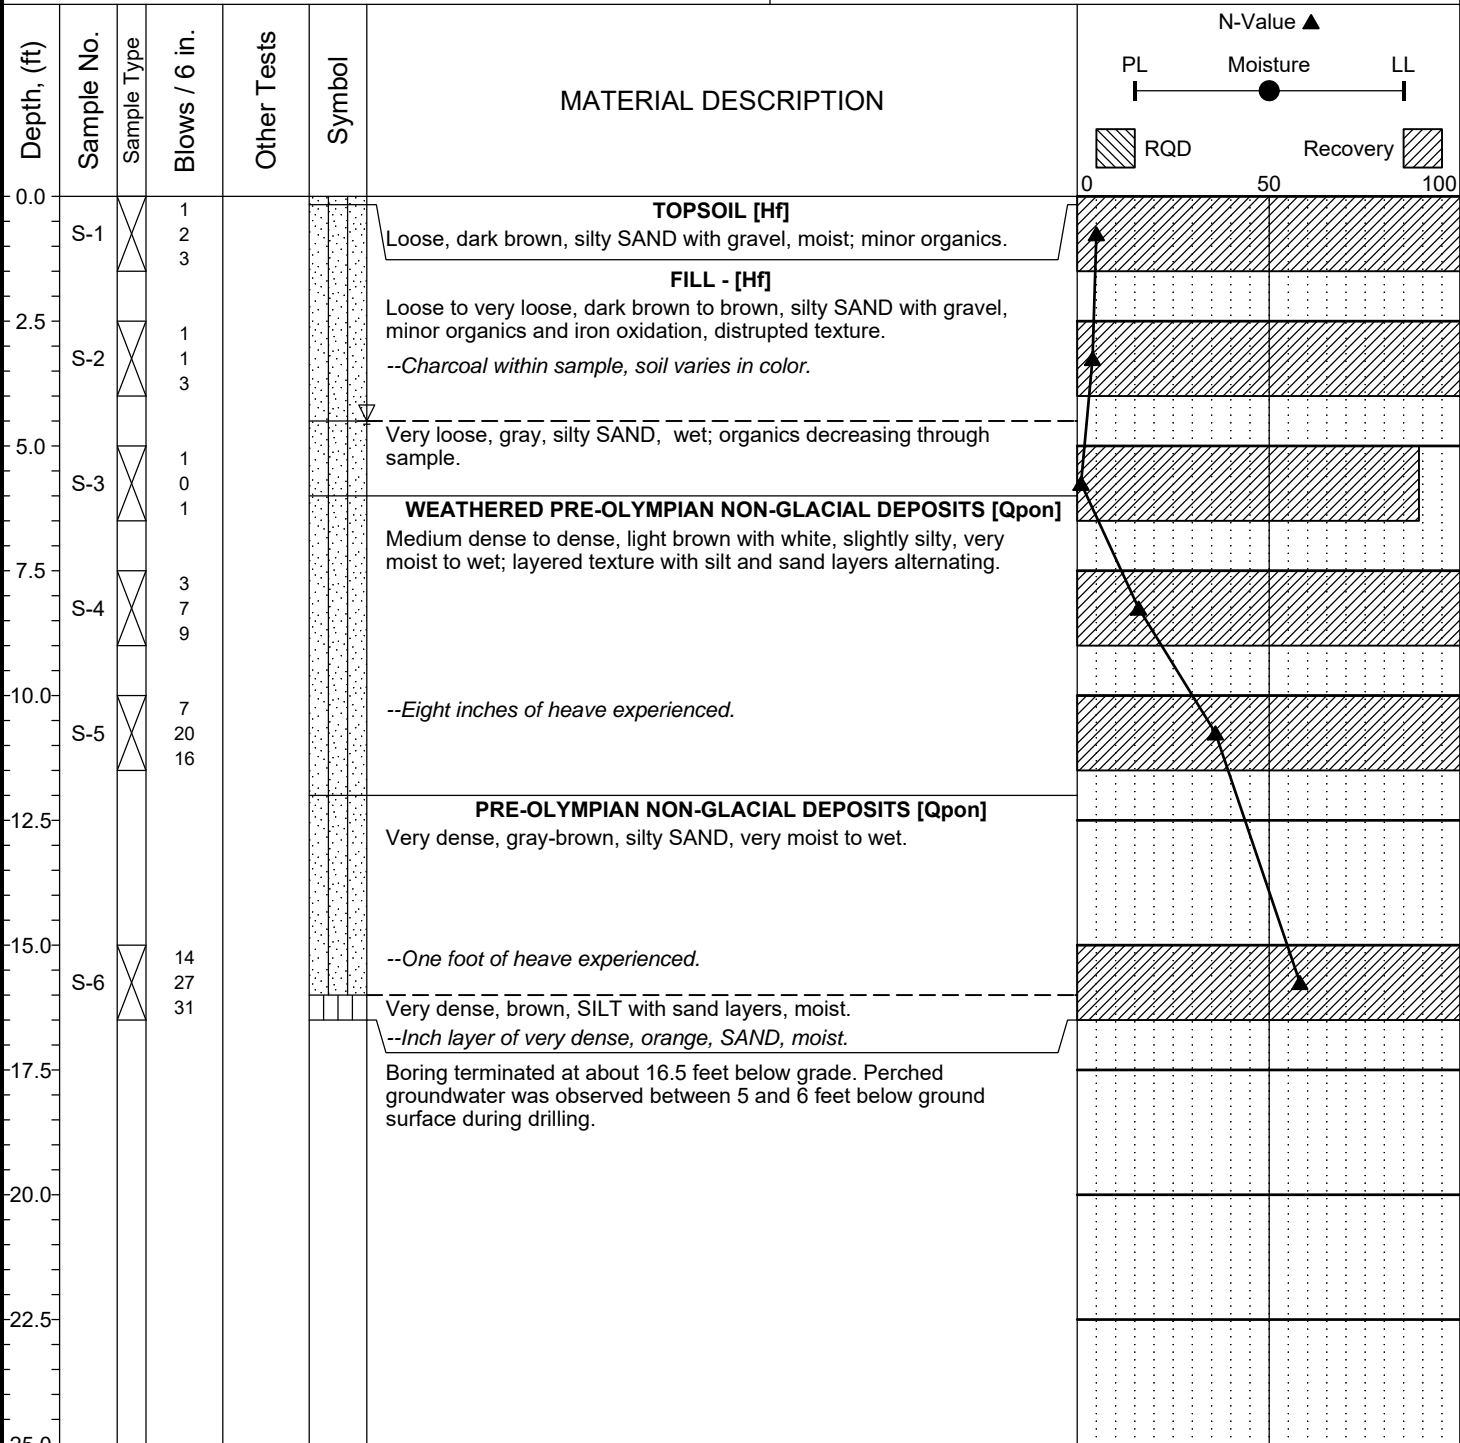 Depth, (ft)
Sample No.
Sample Type
Blows / 6 in.
Other Tests
Symbol
MATERIAL DESCRIPTION
N-Value ▲
PL Moisture LL
RQD Recovery
0 50 100
0.0
TOPSOIL [Hf]
Loose, dark brown, silty SAND with gravel, moist; minor organics.
S-1
1
2
3
FILL - [Hf]
Loose to very loose, dark brown to brown, silty SAND with gravel,
minor organics and iron oxidation, distrupted texture.
2.5
S-2
1
1
3
--Charcoal within sample, soil varies in color.
Very loose, gray, silty SAND, wet; organics decreasing through
sample.
5.0
S-3
1
0
1
WEATHERED PRE-OLYMPIAN NON-GLACIAL DEPOSITS [Qpon]
Medium dense to dense, light brown with white, slightly silty, very
moist to wet; layered texture with silt and sand layers alternating.
7.5
S-4
3
7
9
10.0
--Eight inches of heave experienced.
S-5
7
20
16
PRE-OLYMPIAN NON-GLACIAL DEPOSITS [Qpon]
12.5
Very dense, gray-brown, silty SAND, very moist to wet.
15.0
--One foot of heave experienced.
S-6
14
27
31
Very dense, brown, SILT with sand layers, moist.
--Inch layer of very dense, orange, SAND, moist.
17.5
Boring terminated at about 16.5 feet below grade. Perched
groundwater was observed between 5 and 6 feet below ground
surface during drilling.
20.0
22.5
25.0